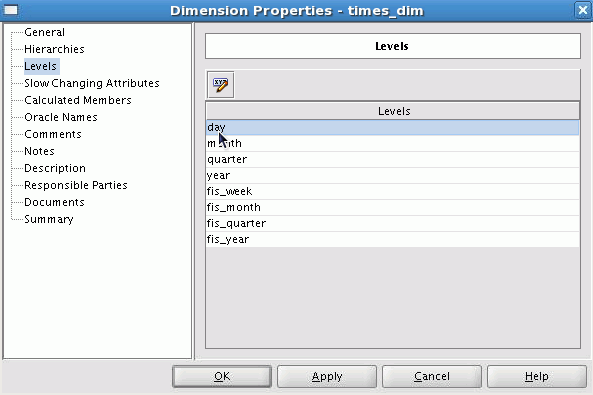 Dimension Properties - times_dim
General
Hierarchies
Levels
Slow Changing Attributes
Calculated Members
Oracle Names
Comments
Notes
Description
Responsible Parties
Documents
Summary
Levels
XYZ
Levels
day
month
quarter
year
fis_week
fis_month
fis_quarter
fis_year
OK
Apply
Cancel
Help